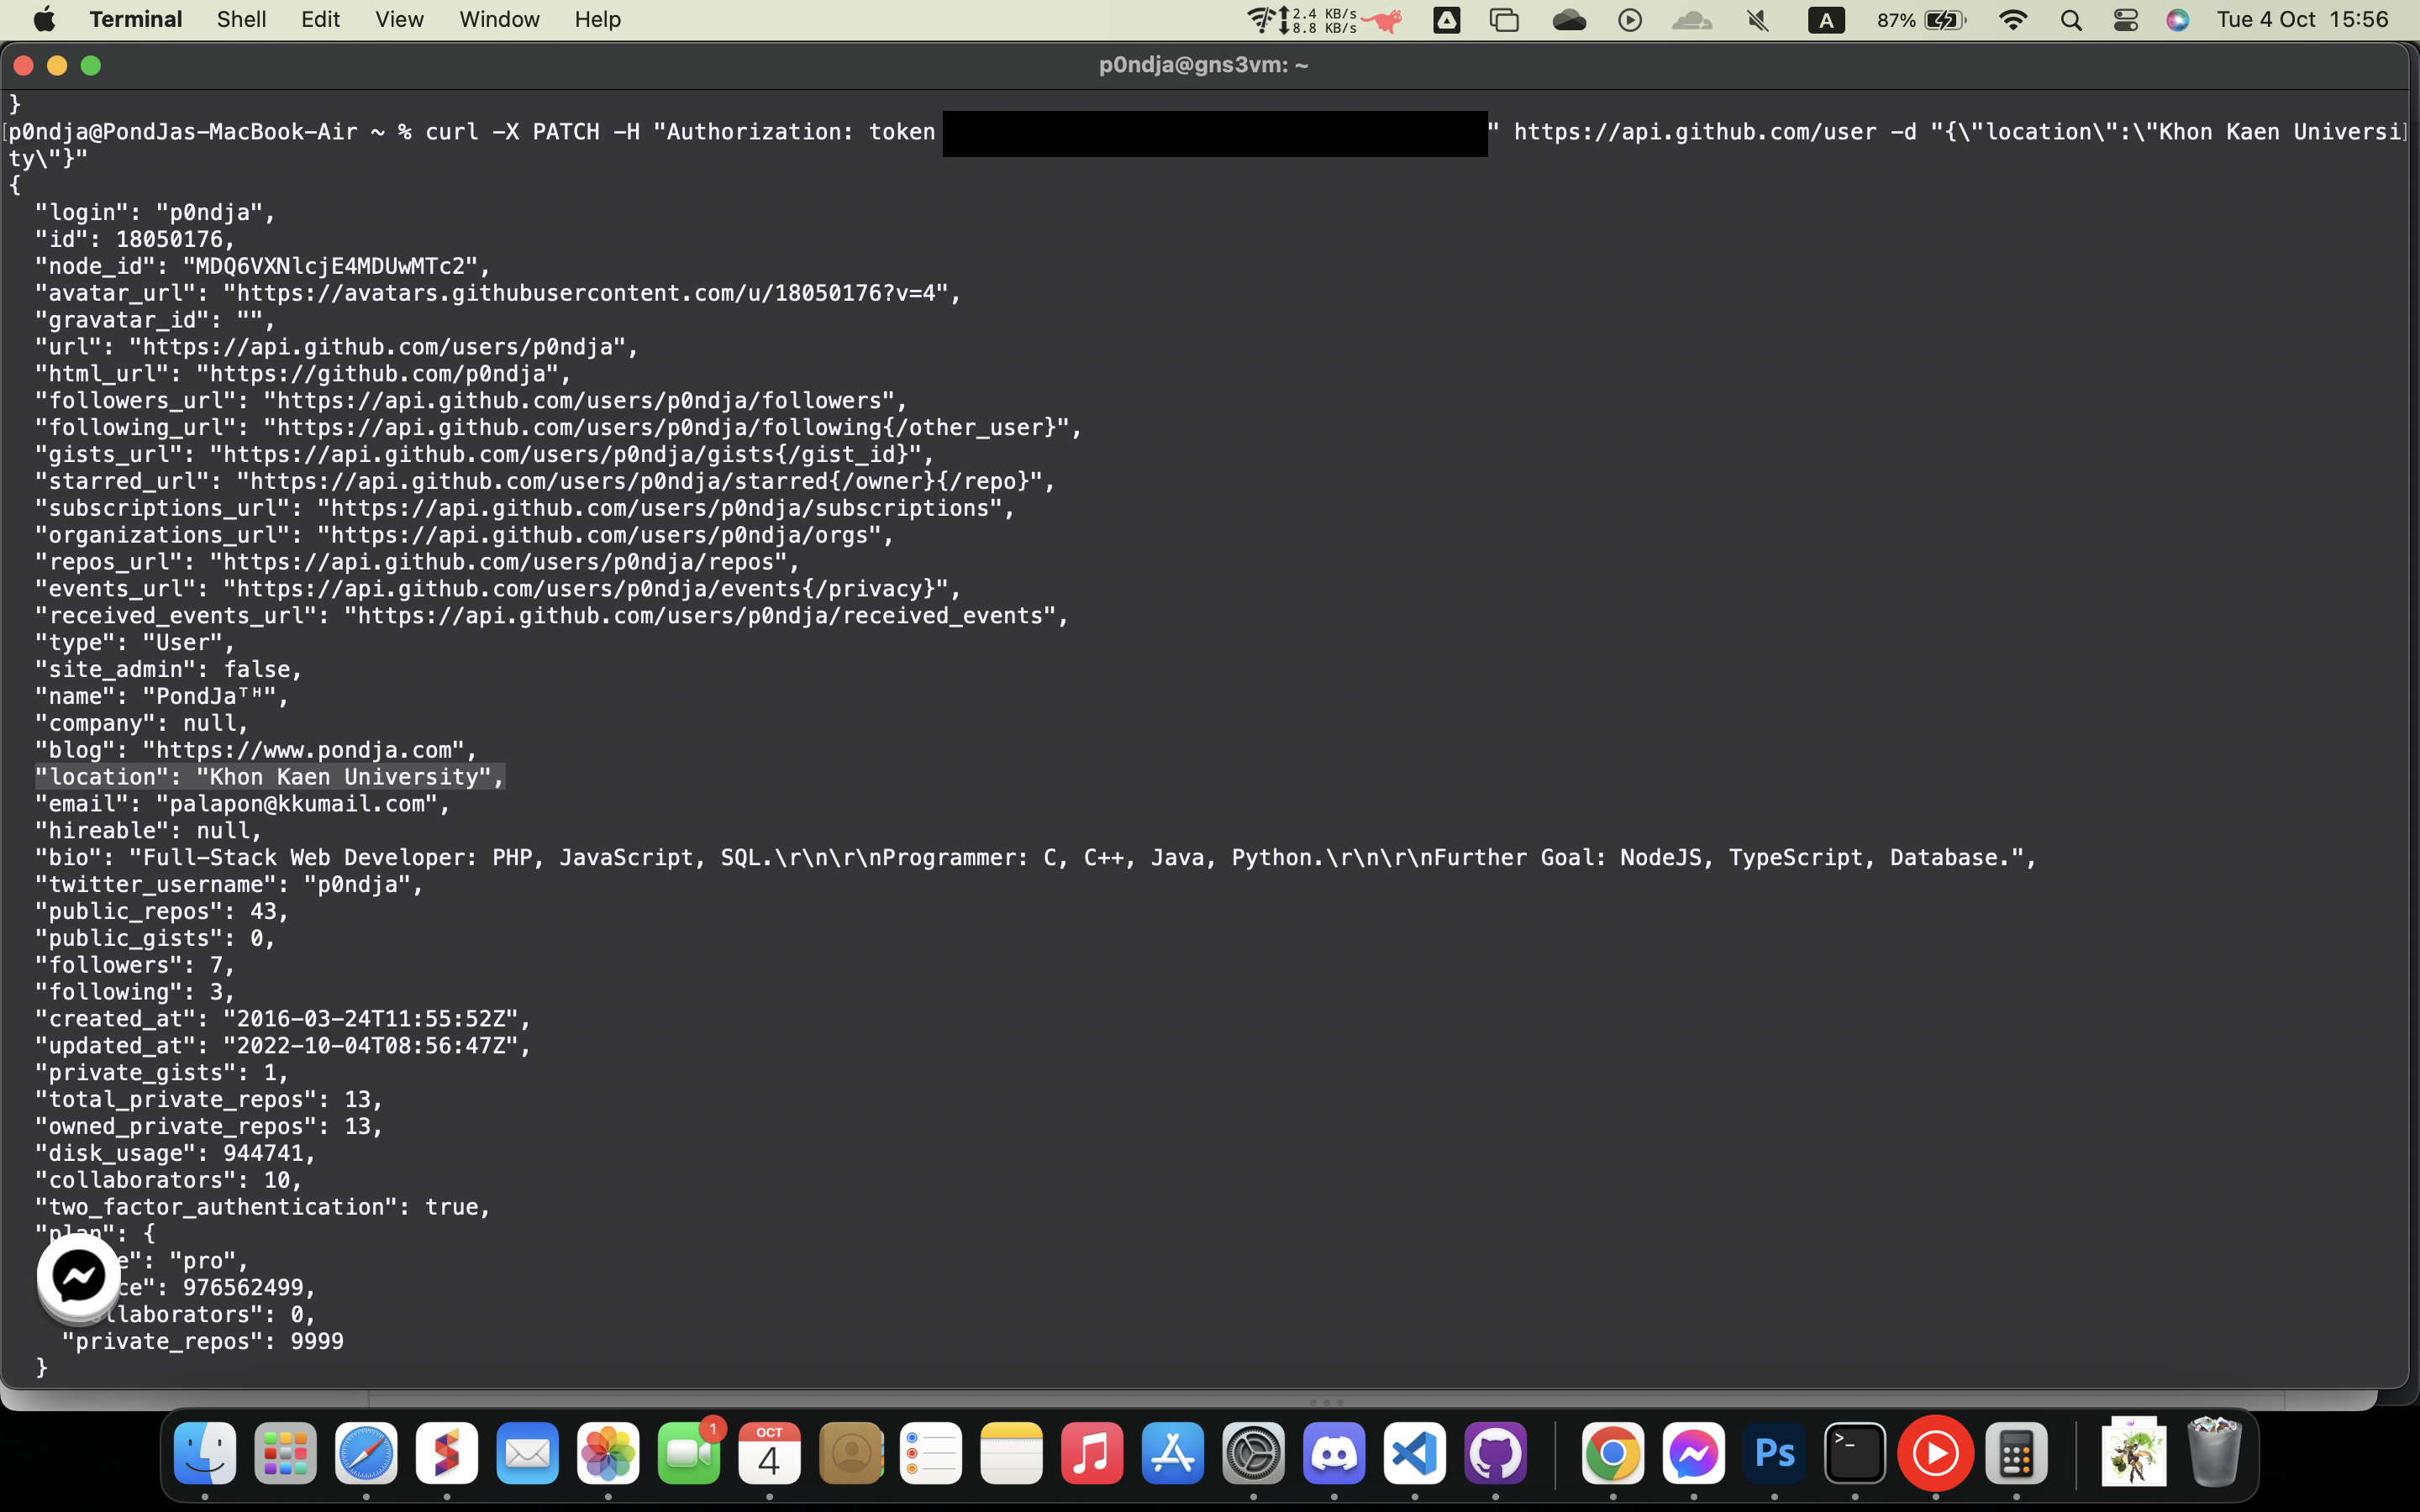 Terminal Shell Edit View Window Help 2.4 KB/s 8.8 KB/s A 87% Tue 4 Oct 15:56
p0ndja@gns3vm: ~
}
[p0ndja@PondJas-MacBook-Air ~ % curl -X PATCH -H "Authorization: token " https://api.github.com/user -d "{\"location\":\"Khon Kaen Universi]
ty\"}"
{
"login": "p0ndja",
"id": 18050176,
"node_id": "MDQ6VXNlcjE4MDUwMTc2",
"avatar_url": "https://avatars.githubusercontent.com/u/18050176?v=4",
"gravatar_id": "",
"url": "https://api.github.com/users/p0ndja",
"html_url": "https://github.com/p0ndja",
"followers_url": "https://api.github.com/users/p0ndja/followers",
"following_url": "https://api.github.com/users/p0ndja/following{/other_user}",
"gists_url": "https://api.github.com/users/p0ndja/gists{/gist_id}",
"starred_url": "https://api.github.com/users/p0ndja/starred{/owner}{/repo}",
"subscriptions_url": "https://api.github.com/users/p0ndja/subscriptions",
"organizations_url": "https://api.github.com/users/p0ndja/orgs",
"repos_url": "https://api.github.com/users/p0ndja/repos",
"events_url": "https://api.github.com/users/p0ndja/events{/privacy}",
"received_events_url": "https://api.github.com/users/p0ndja/received_events",
"type": "User",
"site_admin": false,
"name": "PondJaᵀᴴ",
"company": null,
"blog": "https://www.pondja.com",
"location": "Khon Kaen University",
"email": "palapon@kkumail.com",
"hireable": null,
"bio": "Full-Stack Web Developer: PHP, JavaScript, SQL.\r\n\r\nProgrammer: C, C++, Java, Python.\r\n\r\nFurther Goal: NodeJS, TypeScript, Database.",
"twitter_username": "p0ndja",
"public_repos": 43,
"public_gists": 0,
"followers": 7,
"following": 3,
"created_at": "2016-03-24T11:55:52Z",
"updated_at": "2022-10-04T08:56:47Z",
"private_gists": 1,
"total_private_repos": 13,
"owned_private_repos": 13,
"disk_usage": 944741,
"collaborators": 10,
"two_factor_authentication": true,
"plan": {
e": "pro",
ce": 976562499,
llaborators": 0,
"private_repos": 9999
}
1
OCT
4
Ps
>_